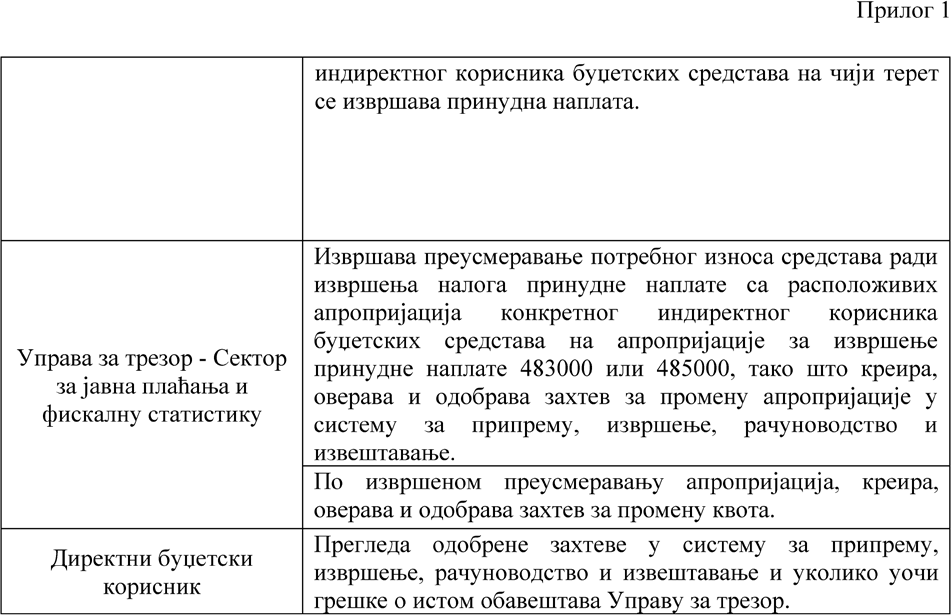 Прилог 1
индиректног корисника буџетских средстава на чији терет
се извршава принудна наплата.
Управа за трезор - Сектор
за јавна плаћања и
фискалну статистику
Извршава преусмеравање потребног износа средстава ради
извршења налога принудне наплате са расположивих
апропријација конкретног индиректног корисника
буџетских средстава на апропријације за извршење
принудне наплате 483000 или 485000, тако што креира,
оверава и одобрава захтев за промену апропријације у
систему за припрему, извршење, рачуноводство и
извештавање.
По извршеном преусмеравању апропријација, креира,
оверава и одобрава захтев за промену квота.
Директни буџетски
корисник
Прегледа одобрене захтеве у систему за припрему,
извршење, рачуноводство и извештавање и уколико уочи
грешке о истом обавештава Управу за трезор.